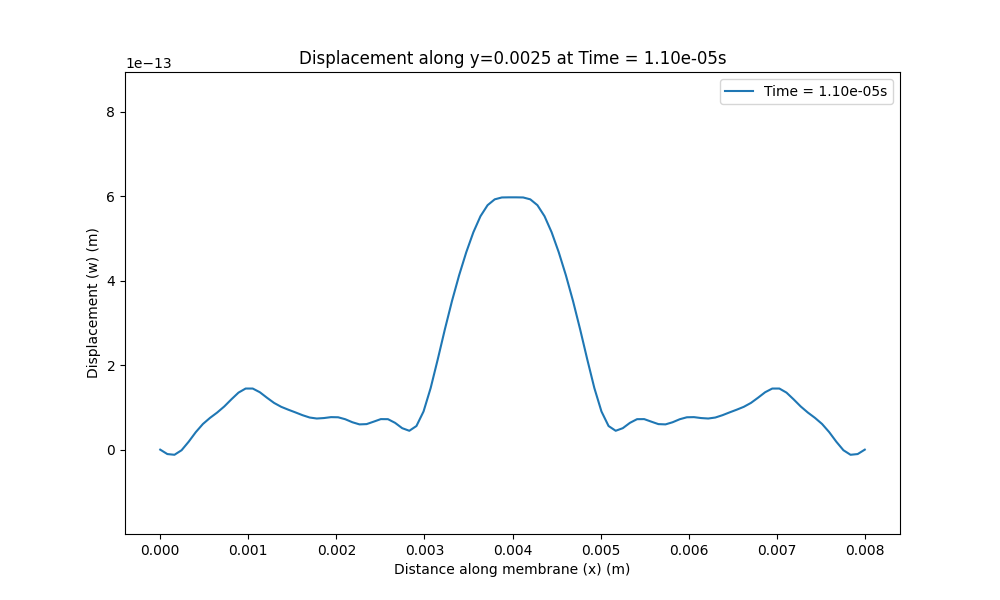 Displacement along y=0.0025 at Time = 1.10e-05s
1e−13
Time = 1.10e-05s
8
6
4
2
0
Displacement (w) (m)
0.000 0.001 0.002 0.003 0.004 0.005 0.006 0.007 0.008
Distance along membrane (x) (m)